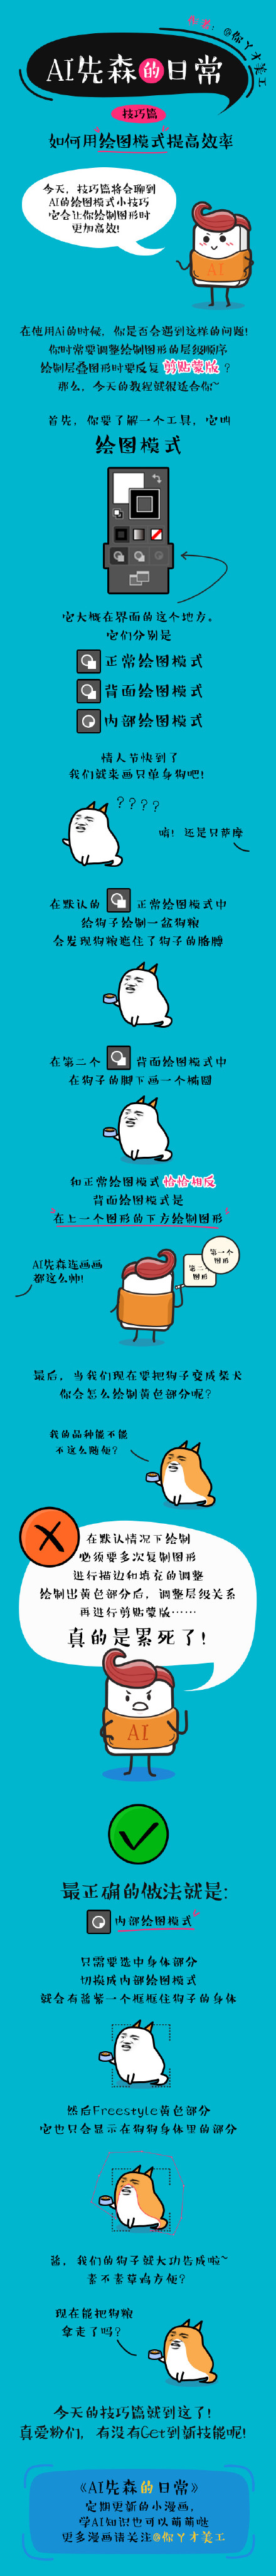 作者：@你丫才美工
AI先森的日常
技巧篇
如何用“绘图模式”提高效率
今天，技巧篇将会聊到
AI的绘图模式小技巧
它会让你绘制图形时
更加高效!
AI
在使用Ai的时候，你是否会遇到这样的问题!
你时常要调整绘制图形的层级顺序
绘制层叠图形时要反复 剪贴蒙版 ?
那么，今天的教程就很适合你~
首先，你要了解一个工具，它叫
绘图模式
它大概在界面的这个地方。
它们分别是
正常绘图模式
背面绘图模式
内部绘图模式
情人节快到了
我们就来画只单身狗吧!
????
唷! 还是只萨摩
在默认的 正常绘图模式中
给狗子绘制一盆狗粮
会发现狗粮遮住了狗子的胳膊
在第二个 背面绘图模式中
在狗子的脚下画一个椭圆
和正常绘图模式 恰恰相反
背面绘图模式是
在上一个图形的下方绘制图形
AI先森连画画
都这么帅!
第一个
图形
第二个
图形
最后，当我们现在要把狗子变成柴犬
你会怎么绘制黄色部分呢?
我的品种能不能
不这么随便?
在默认情况下绘制
必须要多次复制图形
进行描边和填充的调整
绘制出黄色部分后，调整层级关系
再进行剪贴蒙版……
真的是累死了!
AI
最正确的做法就是:
内部绘图模式
只需要选中身体部分
切换成内部绘图模式
就会有酱紫一个框框住狗子的身体
然后Freestyle黄色部分
它也只会显示在狗狗身体里的部分
酱，我们的狗子就大功告成啦~
素不素草鸡方便?
现在能把狗粮
拿走了吗?
今天的技巧篇就到这了!
真爱粉们，有没有Get到新技能呢!
《AI先森的日常》
定期更新的小漫画，
学AI知识也可以萌萌哒
更多漫画请关注@你丫才美工